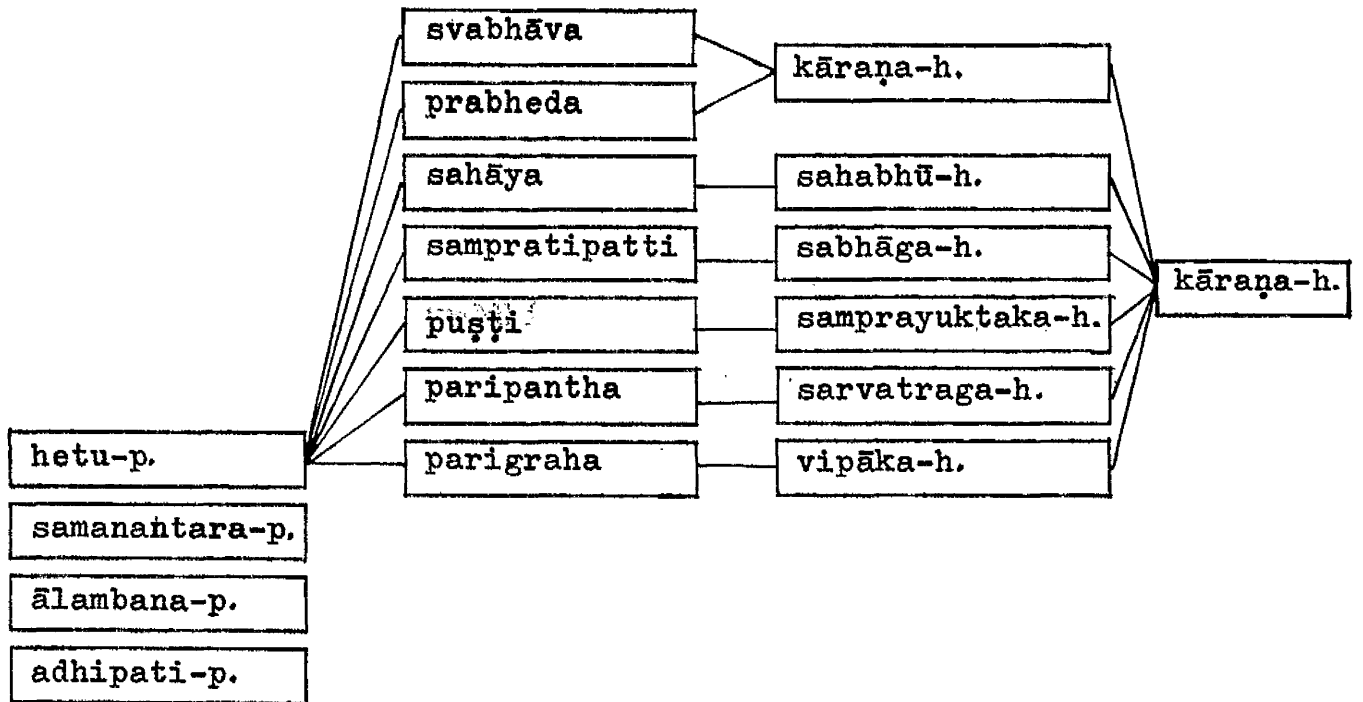 svabhāva
prabheda
sahāya
sampratipatti
puṣṭi
paripantha
parigraha
kāraṇa-h.
sahabhū-h.
sabhāga-h.
samprayuktaka-h.
sarvatraga-h.
vipāka-h.
kāraṇa-h.
hetu-p.
samanantara-p.
ālambana-p.
adhipati-p.